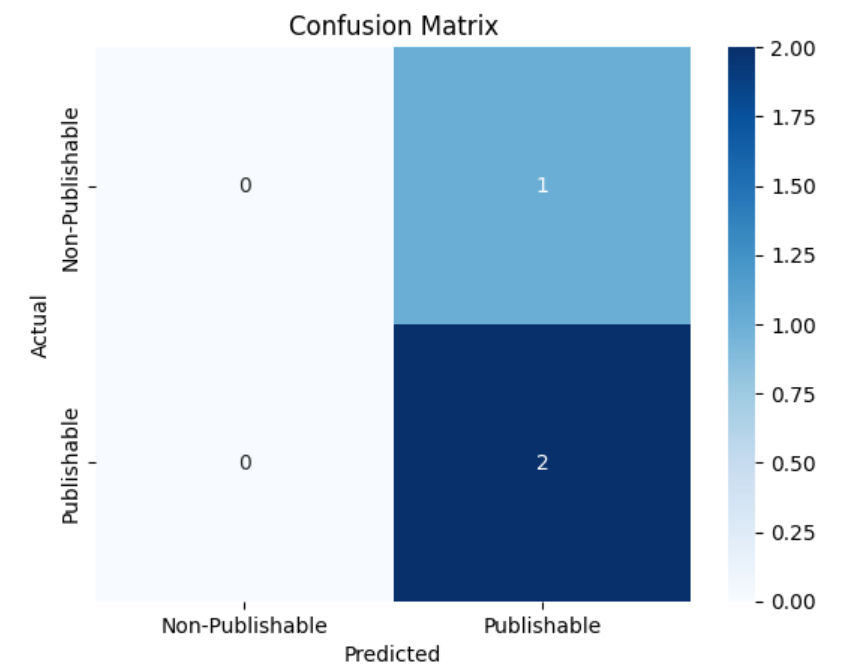 Confusion Matrix
Actual
Non-Publishable
0
1
Publishable
0
2
Non-Publishable
Publishable
Predicted
2.00
1.75
1.50
1.25
1.00
0.75
0.50
0.25
0.00